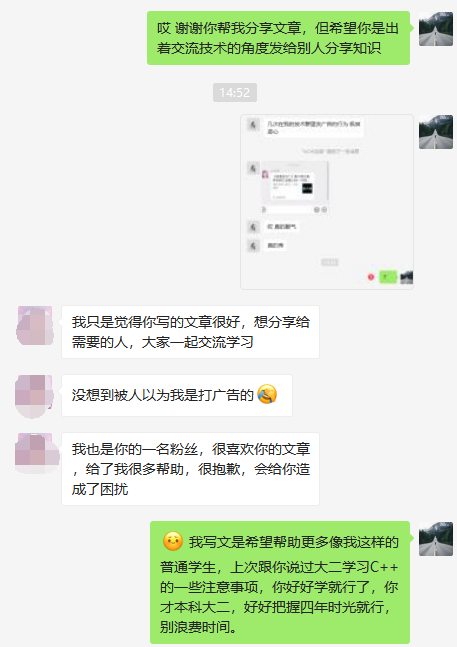 哎 谢谢你帮我分享文章，但希望你是出
着交流技术的角度发给别人分享知识
14:52
我只是觉得你写的文章很好，想分享给
需要的人，大家一起交流学习
没想到被人以为我是打广告的
我也是你的一名粉丝，很喜欢你的文章
，给了我很多帮助，很抱歉，会给你造
成了困扰
我写文是希望帮助更多像我这样的
普通学生，上次跟你说过大二学习C++
的一些注意事项，你好好学就行了，你
才本科大二，好好把握四年时光就行，
别浪费时间。